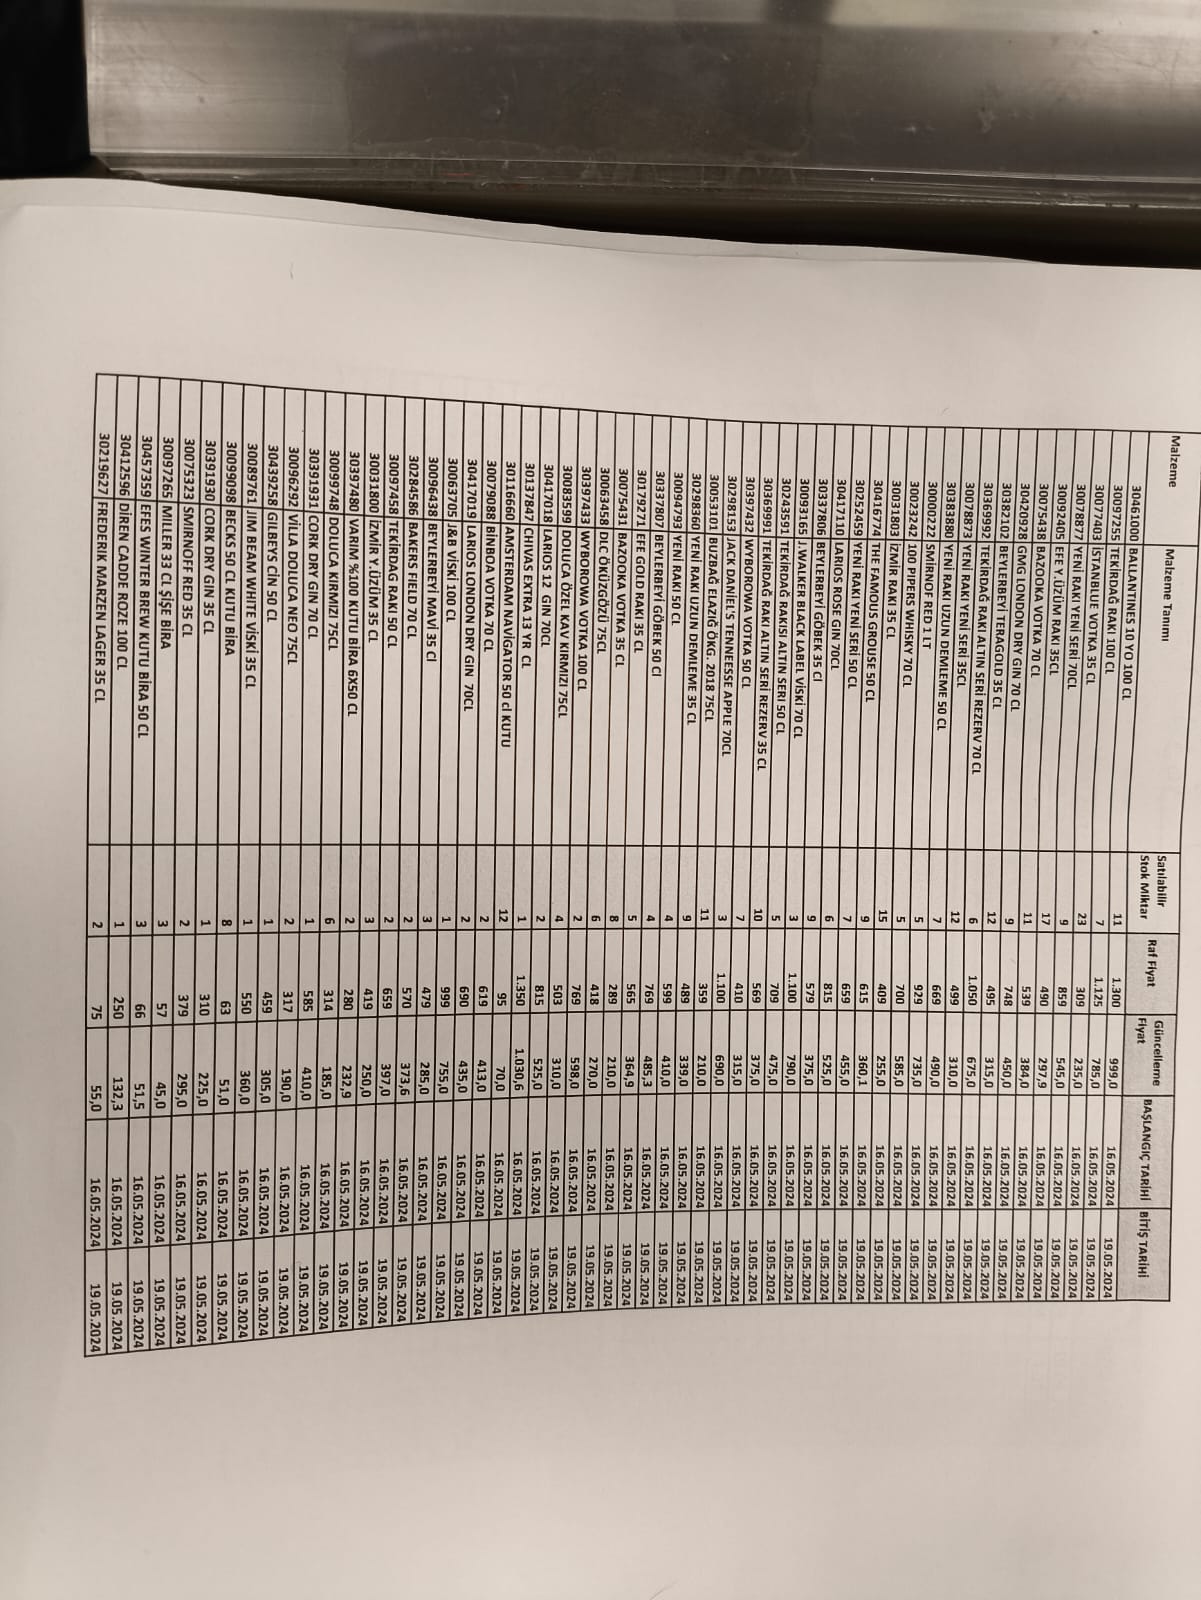 Malzeme Malzeme Tanımı Satılabilir Stok Miktar Raf Fiyat Güncelleme Fiyat BAŞLANGIÇ TARİHİ BİTİŞ TARİHİ
30461000 BALLANTINES 10 YO 100 CL 11 1.300 999,0 16.05.2024 19.05.2024
30097255 TEKİRDAĞ RAKI 100 CL 7 1.125 785,0 16.05.2024 19.05.2024
30077403 İSTANBLUE VOTKA 35 CL 23 309 235,0 16.05.2024 19.05.2024
30078877 YENİ RAKI YENİ SERİ 70CL 9 859 545,0 16.05.2024 19.05.2024
30092405 EFE Y.ÜZÜM RAKI 35CL 17 490 297,9 16.05.2024 19.05.2024
30075438 BAZOOKA VOTKA 70 CL 11 539 384,0 16.05.2024 19.05.2024
30420928 GMG LONDON DRY GIN 70 CL 9 748 450,0 16.05.2024 19.05.2024
30382102 BEYLERBEYİ TERAGOLD 35 CL 12 495 315,0 16.05.2024 19.05.2024
30369992 TEKİRDAĞ RAKI ALTIN SERİ REZERV 70 CL 6 1.050 675,0 16.05.2024 19.05.2024
30078873 YENİ RAKI YENİ SERİ 35CL 12 499 310,0 16.05.2024 19.05.2024
30383880 YENİ RAKI UZUN DEMLEME 50 CL 7 669 490,0 16.05.2024 19.05.2024
30000222 SMİRNOF RED 1 LT 5 929 735,0 16.05.2024 19.05.2024
30023242 100 PIPERS WHISKY 70 CL 5 700 585,0 16.05.2024 19.05.2024
30031803 İZMİR RAKI 35 CL 15 409 255,0 16.05.2024 19.05.2024
30416774 THE FAMOUS GROUSE 50 CL 9 615 360,1 16.05.2024 19.05.2024
30252459 YENİ RAKI YENİ SERİ 50 CL 7 659 455,0 16.05.2024 19.05.2024
30417110 LARIOS ROSE GIN 70CL 6 815 525,0 16.05.2024 19.05.2024
30337806 BEYLERBEYİ GÖBEK 35 Cl 9 579 375,0 16.05.2024 19.05.2024
30093165 J.WALKER BLACK LABEL VİSKİ 70 CL 3 1.100 790,0 16.05.2024 19.05.2024
30243591 TEKİRDAĞ RAKISI ALTIN SERI 50 CL 5 709 475,0 16.05.2024 19.05.2024
30369991 TEKİRDAĞ RAKI ALTIN SERİ REZERV 35 CL 10 569 375,0 16.05.2024 19.05.2024
30397432 WYBOROWA VOTKA 50 CL 7 410 315,0 16.05.2024 19.05.2024
30298153 JACK DANİEL'S TENNEESSE APPLE 70CL 3 1.100 690,0 16.05.2024 19.05.2024
30053101 BUZBAĞ ELAZIĞ ÖKG. 2018 75CL 11 359 210,0 16.05.2024 19.05.2024
30298360 YENİ RAKI UZUN DEMLEME 35 CL 9 489 339,0 16.05.2024 19.05.2024
30094793 YENİ RAKI 50 CL 4 599 410,0 16.05.2024 19.05.2024
30337807 BEYLERBEYİ GÖBEK 50 Cl 4 769 485,3 16.05.2024 19.05.2024
30179271 EFE GOLD RAKI 35 CL 5 565 364,9 16.05.2024 19.05.2024
30075431 BAZOOKA VOTKA 35 CL 8 289 210,0 16.05.2024 19.05.2024
30063458 DLC ÖKÜZGÖZÜ 75CL 6 418 270,0 16.05.2024 19.05.2024
30397433 WYBOROWA VOTKA 100 CL 2 769 598,0 16.05.2024 19.05.2024
30083599 DOLUCA ÖZEL KAV KIRMIZI 75CL 4 503 310,0 16.05.2024 19.05.2024
30417018 LARIOS 12 GIN 70CL 2 815 525,0 16.05.2024 19.05.2024
30137847 CHIVAS EXTRA 13 YR CL 1 1.350 1.030,6 16.05.2024 19.05.2024
30116660 AMSTERDAM NAVİGATOR 50 cl KUTU 12 95 70,0 16.05.2024 19.05.2024
30079088 BİNBOA VOTKA 70 CL 2 619 413,0 16.05.2024 19.05.2024
30417019 LARIOS LONDON DRY GIN 70CL 2 690 435,0 16.05.2024 19.05.2024
30063705 J&B VİSKİ 100 CL 1 999 755,0 16.05.2024 19.05.2024
30096438 BEYLERBEYİ MAVİ 35 Cl 3 479 285,0 16.05.2024 19.05.2024
30284586 BAKERS FIELD 70 CL 2 570 373,6 16.05.2024 19.05.2024
30097458 TEKİRDAG RAKI 50 CL 2 659 397,0 16.05.2024 19.05.2024
30031800 İZMİR Y.ÜZÜM 35 CL 3 419 250,0 16.05.2024 19.05.2024
30397480 VARIM %100 KUTU BİRA 6X50 CL 2 280 232,9 16.05.2024 19.05.2024
30099748 DOLUCA KIRMIZI 75CL 6 314 185,0 16.05.2024 19.05.2024
30391931 CORK DRY GIN 70 CL 1 585 410,0 16.05.2024 19.05.2024
30096292 VİLLA DOLUCA NEO 75CL 2 317 190,0 16.05.2024 19.05.2024
30439258 GILBEYS CİN 50 CL 1 459 305,0 16.05.2024 19.05.2024
30089761 JIM BEAM WHITE VİSKİ 35 CL 1 550 360,0 16.05.2024 19.05.2024
30099098 BECKS 50 CL KUTU BİRA 8 63 51,0 16.05.2024 19.05.2024
30391930 CORK DRY GIN 35 CL 1 310 225,0 16.05.2024 19.05.2024
30075323 SMIRNOFF RED 35 CL 2 379 295,0 16.05.2024 19.05.2024
30097265 MILLER 33 CL ŞİŞE BİRA 3 57 45,0 16.05.2024 19.05.2024
30457359 EFES WINTER BREW KUTU BİRA 50 CL 3 66 51,5 16.05.2024 19.05.2024
30412596 DİREN CADDE ROZE 100 CL 1 250 132,3 16.05.2024 19.05.2024
30219627 FREDERIK MARZEN LAGER 35 CL 2 75 55,0 16.05.2024 19.05.2024